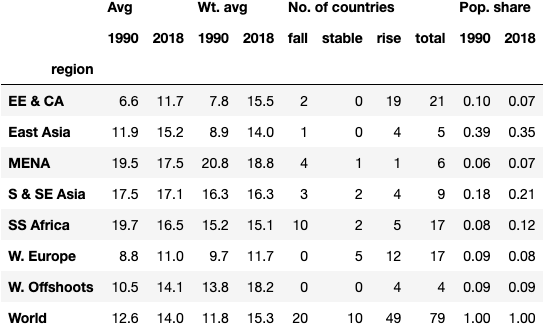 Avg Wt. avg No. of countries Pop. share
1990 2018 1990 2018 fall stable rise total 1990 2018
region
EE & CA 6.6 11.7 7.8 15.5 2 0 19 21 0.10 0.07
East Asia 11.9 15.2 8.9 14.0 1 0 4 5 0.39 0.35
MENA 19.5 17.5 20.8 18.8 4 1 1 6 0.06 0.07
S & SE Asia 17.5 17.1 16.3 16.3 3 2 4 9 0.18 0.21
SS Africa 19.7 16.5 15.2 15.1 10 2 5 17 0.08 0.12
W. Europe 8.8 11.0 9.7 11.7 0 5 12 17 0.09 0.08
W. Offshoots 10.5 14.1 13.8 18.2 0 0 4 4 0.09 0.09
World 12.6 14.0 11.8 15.3 20 10 49 79 1.00 1.00